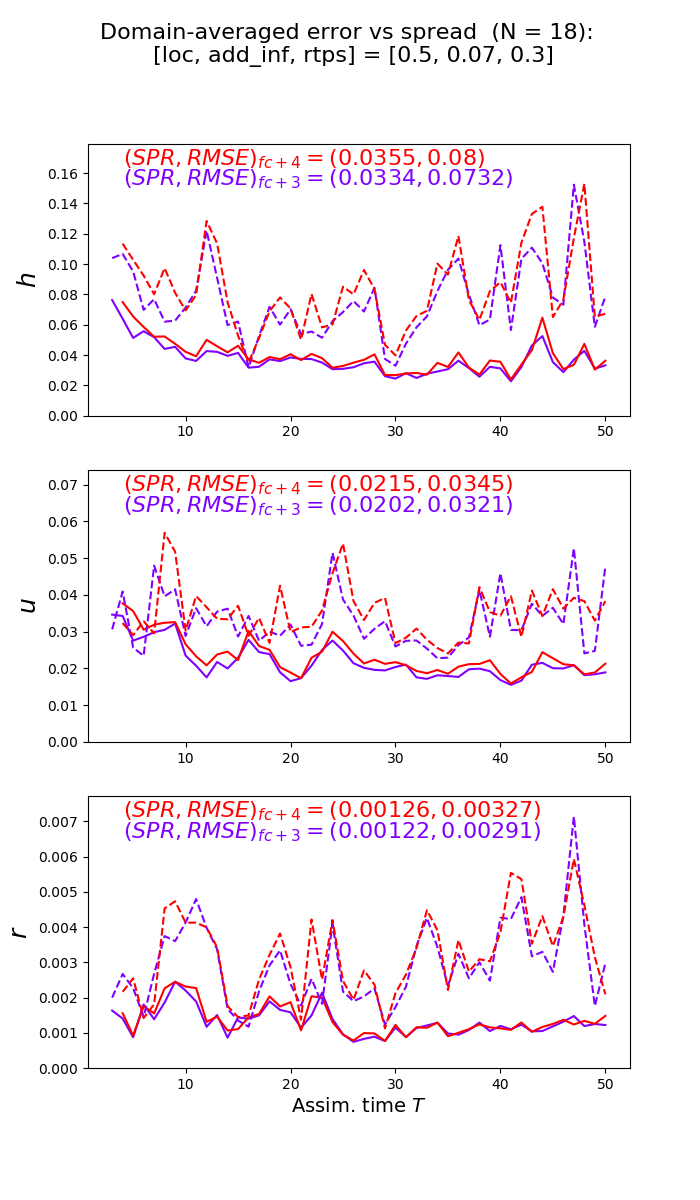 Domain-averaged error vs spread (N = 18):
[loc, add_inf, rtps] = [0.5, 0.07, 0.3]
(SPR, RMSE)fc+4 = (0.0355, 0.08)
(SPR, RMSE)fc+3 = (0.0334, 0.0732)
0.16
0.14
0.12
0.10
0.08
0.06
0.04
0.02
0.00
h
10 20 30 40 50
(SPR, RMSE)fc+4 = (0.0215, 0.0345)
(SPR, RMSE)fc+3 = (0.0202, 0.0321)
0.07
0.06
0.05
0.04
0.03
0.02
0.01
0.00
u
10 20 30 40 50
(SPR, RMSE)fc+4 = (0.00126, 0.00327)
(SPR, RMSE)fc+3 = (0.00122, 0.00291)
0.007
0.006
0.005
0.004
0.003
0.002
0.001
0.000
r
10 20 30 40 50
Assim. time T